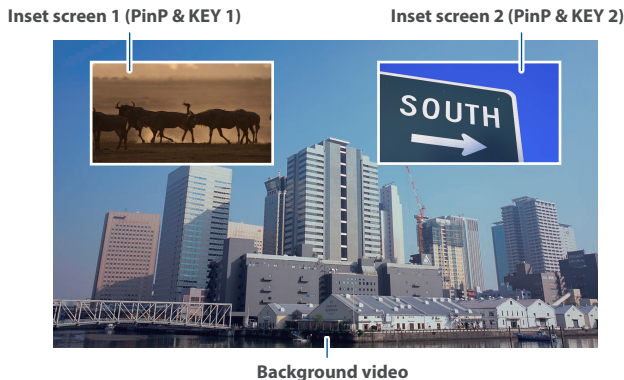 Inset screen 1 (PinP & KEY 1)
Inset screen 2 (PinP & KEY 2)
SOUTH
Background video